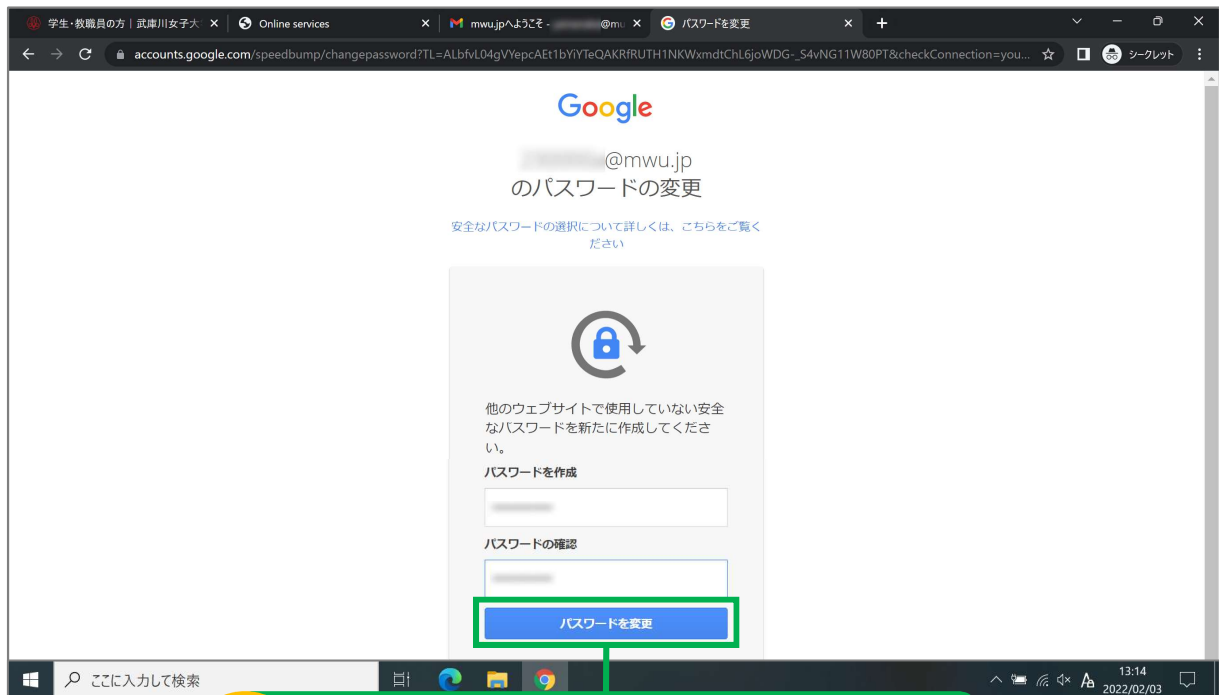 学生・教職員の方 | 武庫川女子大
Online services
mwu.jpへようこそ - @mu
パスワードを変更
accounts.google.com/speedbump/changepassword?TL=ALbfvL04gVYepcAEt1bYiYTeQAKRfRUTH1NKWxmdtChL6joWDG-_S4vNG11W80PT&checkConnection=you...
シークレット
Google
@mwu.jp
のパスワードの変更
安全なパスワードの選択について詳しくは、こちらをご覧く
ださい
他のウェブサイトで使用していない安全
なパスワードを新たに作成してくださ
い。
パスワードを作成
パスワードの確認
パスワードを変更
ここに入力して検索
A
13:14
2022/02/03